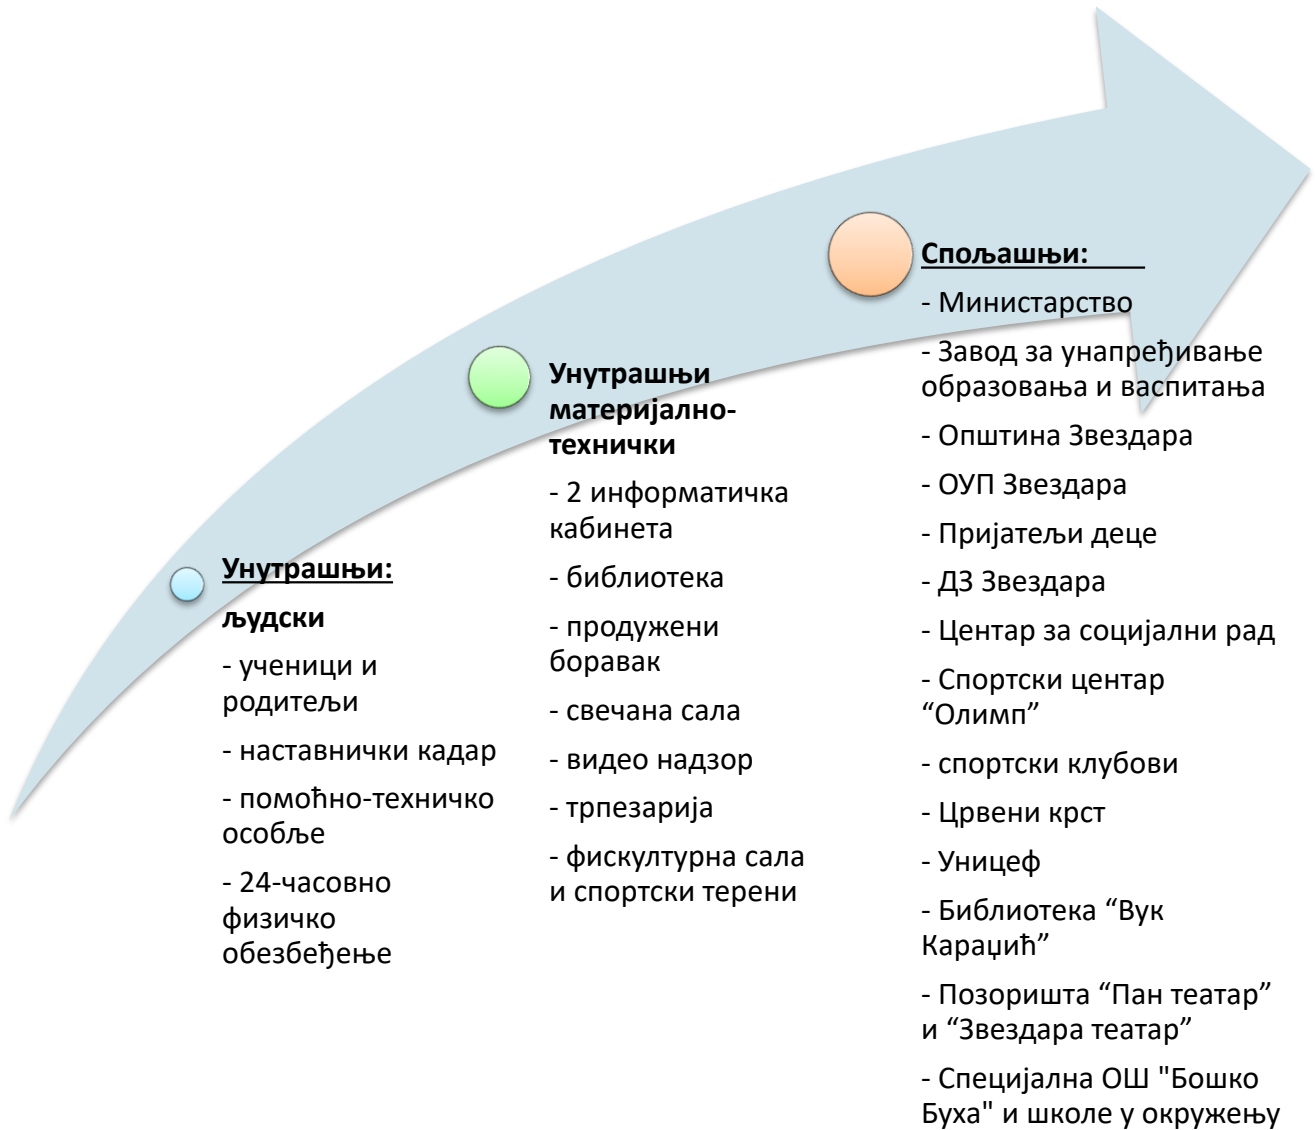 Унутрашњи:
људски
- ученици и
родитељи
- наставнички кадар
- помоћно-техничко
особље
- 24-часовно
физичко
обезбеђење
Унутрашњи
материјално-
технички
- 2 информатичка
кабинета
- библиотека
- продужени
боравак
- свечана сала
- видео надзор
- трпезарија
- фискултурна сала
и спортски терени
Спољашњи:
- Министарство
- Завод за унапређивање
образовања и васпитања
- Општина Звездара
- ОУП Звездара
- Пријатељи деце
- ДЗ Звездара
- Центар за социјални рад
- Спортски центар
“Олимп”
- спортски клубови
- Црвени крст
- Уницеф
- Библиотека “Вук
Караџић”
- Позоришта “Пан театар”
и “Звездара театар”
- Специјална ОШ "Бошко
Буха" и школе у окружењу